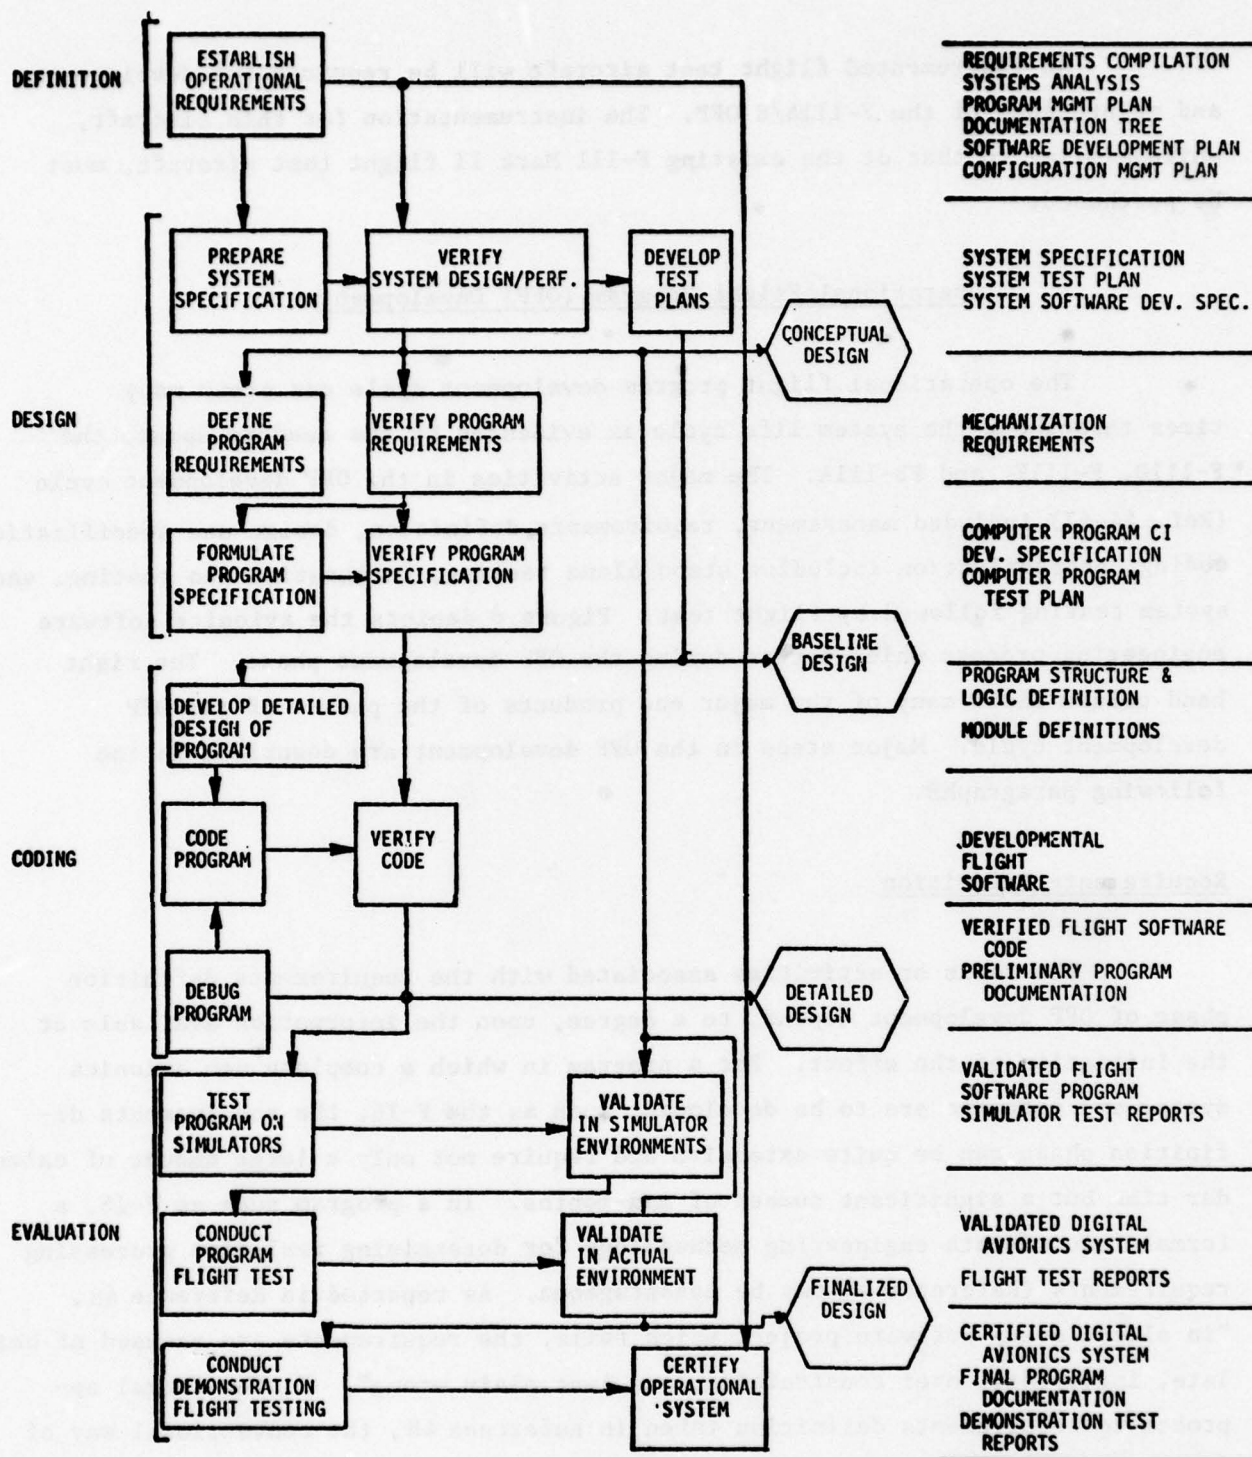 DEFINITION
ESTABLISH
OPERATIONAL
REQUIREMENTS
REQUIREMENTS COMPILATION
SYSTEMS ANALYSIS
PROGRAM MGMT PLAN
DOCUMENTATION TREE
SOFTWARE DEVELOPMENT PLAN
CONFIGURATION MGMT PLAN
PREPARE
SYSTEM
SPECIFICATION
VERIFY
SYSTEM DESIGN/PERF.
DEVELOP
TEST
PLANS
SYSTEM SPECIFICATION
SYSTEM TEST PLAN
SYSTEM SOFTWARE DEV. SPEC.
CONCEPTUAL
DESIGN
DESIGN
DEFINE
PROGRAM
REQUIREMENTS
VERIFY PROGRAM
REQUIREMENTS
MECHANIZATION
REQUIREMENTS
FORMULATE
PROGRAM
SPECIFICATION
VERIFY PROGRAM
SPECIFICATION
COMPUTER PROGRAM CI
DEV. SPECIFICATION
COMPUTER PROGRAM
TEST PLAN
BASELINE
DESIGN
DEVELOP DETAILED
DESIGN OF
PROGRAM
PROGRAM STRUCTURE &
LOGIC DEFINITION
MODULE DEFINITIONS
CODING
CODE
PROGRAM
VERIFY
CODE
DEVELOPMENTAL
FLIGHT
SOFTWARE
DEBUG
PROGRAM
DETAILED
DESIGN
VERIFIED FLIGHT SOFTWARE
CODE
PRELIMINARY PROGRAM
DOCUMENTATION
TEST
PROGRAM ON
SIMULATORS
VALIDATE
IN SIMULATOR
ENVIRONMENTS
VALIDATED FLIGHT
SOFTWARE PROGRAM
SIMULATOR TEST REPORTS
EVALUATION
CONDUCT
PROGRAM
FLIGHT TEST
VALIDATE
IN ACTUAL
ENVIRONMENT
VALIDATED DIGITAL
AVIONICS SYSTEM
FLIGHT TEST REPORTS
FINALIZED
DESIGN
CONDUCT
DEMONSTRATION
FLIGHT TESTING
CERTIFY
OPERATIONAL
SYSTEM
CERTIFIED DIGITAL
AVIONICS SYSTEM
FINAL PROGRAM
DOCUMENTATION
DEMONSTRATION TEST
REPORTS